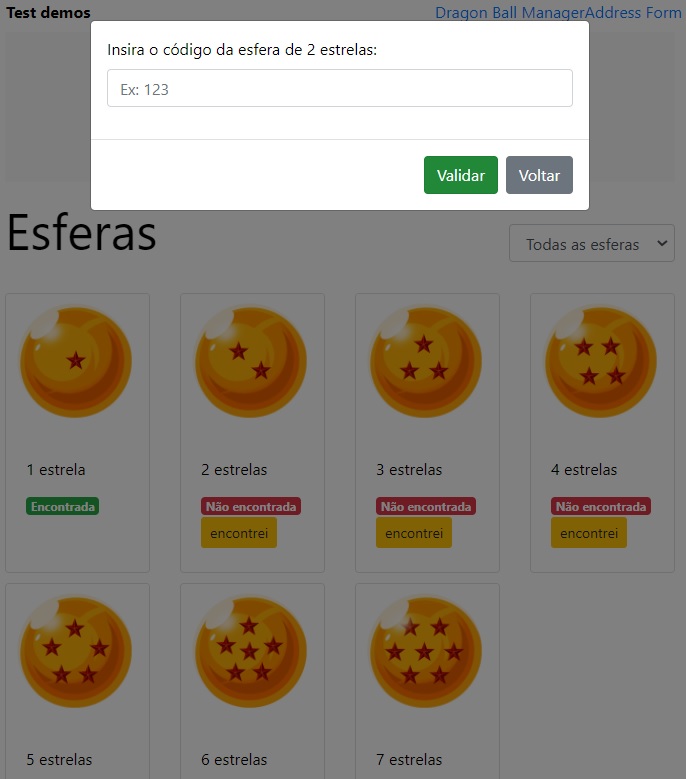 Test demos
Dragon Ball ManagerAddress Form
Insira o código da esfera de 2 estrelas:
Ex: 123
Validar
Voltar
Esferas
Todas as esferas
1 estrela
Encontrada
2 estrelas
Não encontrada
encontrei
3 estrelas
Não encontrada
encontrei
4 estrelas
Não encontrada
encontrei
5 estrelas
6 estrelas
7 estrelas